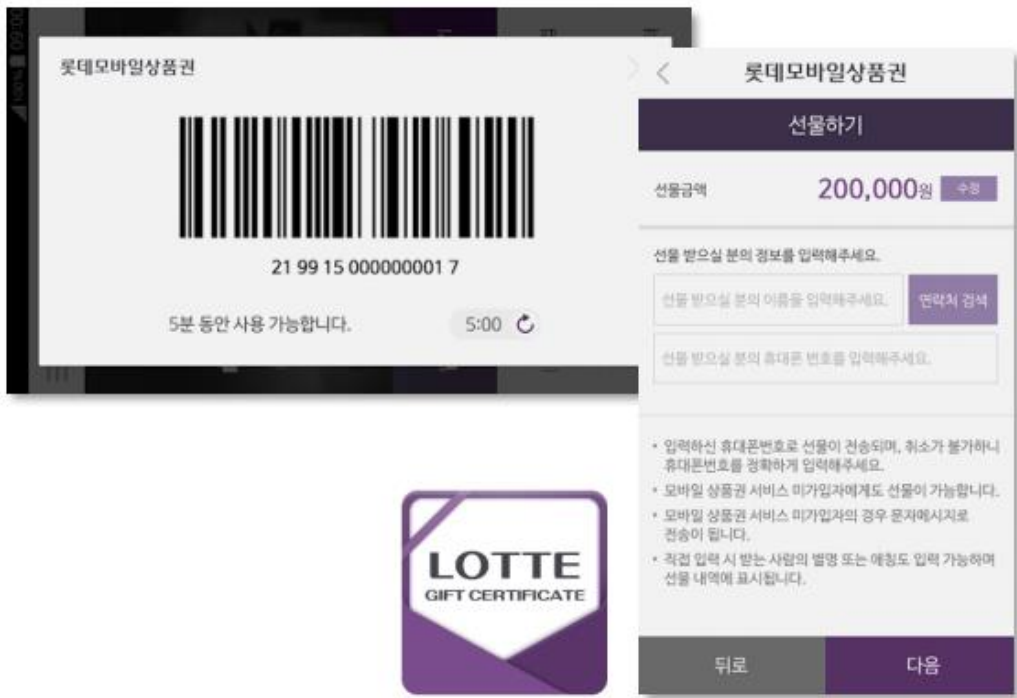 롯데모바일상품권
21 99 15 000000001 7
5분 동안 사용 가능합니다.
5:00
롯데모바일상품권
선물하기
선물금액 200,000원 수정
선물 받으실 분의 정보를 입력해주세요.
선물 받으실 분의 이름을 입력해주세요. 연락처 검색
선물 받으실 분의 휴대폰 번호를 입력해주세요.
• 입력하신 휴대폰번호로 선물이 전송되며, 취소가 불가하니
휴대폰번호를 정확하게 입력해주세요.
• 모바일 상품권 서비스 미가입자에게도 선물이 가능합니다.
• 모바일 상품권 서비스 미가입자의 경우 문자메시지로
전송이 됩니다.
• 직접 입력 시 받는 사람의 별명 또는 애칭도 입력 가능하며
선물 내역에 표시됩니다.
뒤로 다음
LOTTE
GIFT CERTIFICATE